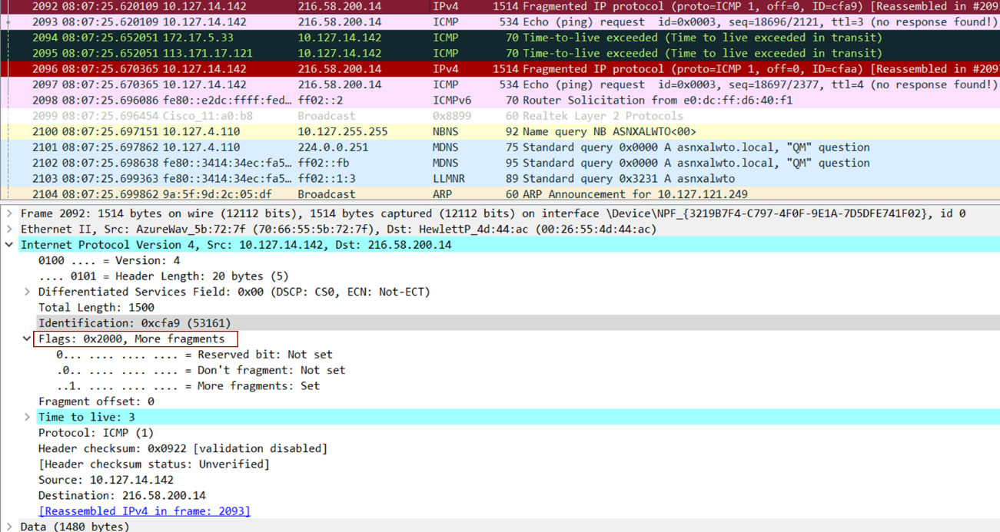 2092 08:07:25.620109 10.127.14.142 216.58.200.14 IPv4 1514 Fragmented IP protocol (proto=ICMP 1, off=0, ID=cfa9) [Reassembled in #209
2093 08:07:25.620109 10.127.14.142 216.58.200.14 ICMP 534 Echo (ping) request id=0x0003, seq=18696/2121, ttl=3 (no response found!)
2094 08:07:25.652051 172.17.5.33 10.127.14.142 ICMP 70 Time-to-live exceeded (Time to live exceeded in transit)
2095 08:07:25.652051 113.171.17.121 10.127.14.142 ICMP 70 Time-to-live exceeded (Time to live exceeded in transit)
2096 08:07:25.670365 10.127.14.142 216.58.200.14 IPv4 1514 Fragmented IP protocol (proto=ICMP 1, off=0, ID=cfaa) [Reassembled in #209
2097 08:07:25.670365 10.127.14.142 216.58.200.14 ICMP 534 Echo (ping) request id=0x0003, seq=18697/2377, ttl=4 (no response found!)
2098 08:07:25.696086 fe80::e2dc:ffff:fed… ff02::2 ICMPv6 70 Router Solicitation from e0:dc:ff:d6:40:f1
2099 08:07:25.696454 Cisco_11:a0:b8 Broadcast 0x8899 60 Realtek Layer 2 Protocols
2100 08:07:25.697151 10.127.4.110 10.127.255.255 NBNS 92 Name query NB ASNXALWTO<00>
2101 08:07:25.697862 10.127.4.110 224.0.0.251 MDNS 75 Standard query 0x0000 A asnxalwto.local, "QM" question
2102 08:07:25.698638 fe80::3414:34ec:fa5… ff02::fb MDNS 95 Standard query 0x0000 A asnxalwto.local, "QM" question
2103 08:07:25.699363 fe80::3414:34ec:fa5… ff02::1:3 LLMNR 89 Standard query 0x3231 A asnxalwto
2104 08:07:25.699862 9a:5f:9d:2c:05:df Broadcast ARP 60 ARP Announcement for 10.127.121.249
Frame 2092: 1514 bytes on wire (12112 bits), 1514 bytes captured (12112 bits) on interface \Device\NPF_{3219B7F4-C797-4F0F-9E1A-7D5DFE741F02}, id 0
Ethernet II, Src: AzureWav_5b:72:7f (70:66:55:5b:72:7f), Dst: HewlettP_4d:44:ac (00:26:55:4d:44:ac)
Internet Protocol Version 4, Src: 10.127.14.142, Dst: 216.58.200.14
0100 .... = Version: 4
.... 0101 = Header Length: 20 bytes (5)
Differentiated Services Field: 0x00 (DSCP: CS0, ECN: Not-ECT)
Total Length: 1500
Identification: 0xcfa9 (53161)
Flags: 0x2000, More fragments
0... .... .... .... = Reserved bit: Not set
.0.. .... .... .... = Don't fragment: Not set
..1. .... .... .... = More fragments: Set
Fragment offset: 0
Time to live: 3
Protocol: ICMP (1)
Header checksum: 0x0922 [validation disabled]
[Header checksum status: Unverified]
Source: 10.127.14.142
Destination: 216.58.200.14
[Reassembled IPv4 in frame: 2093]
Data (1480 bytes)